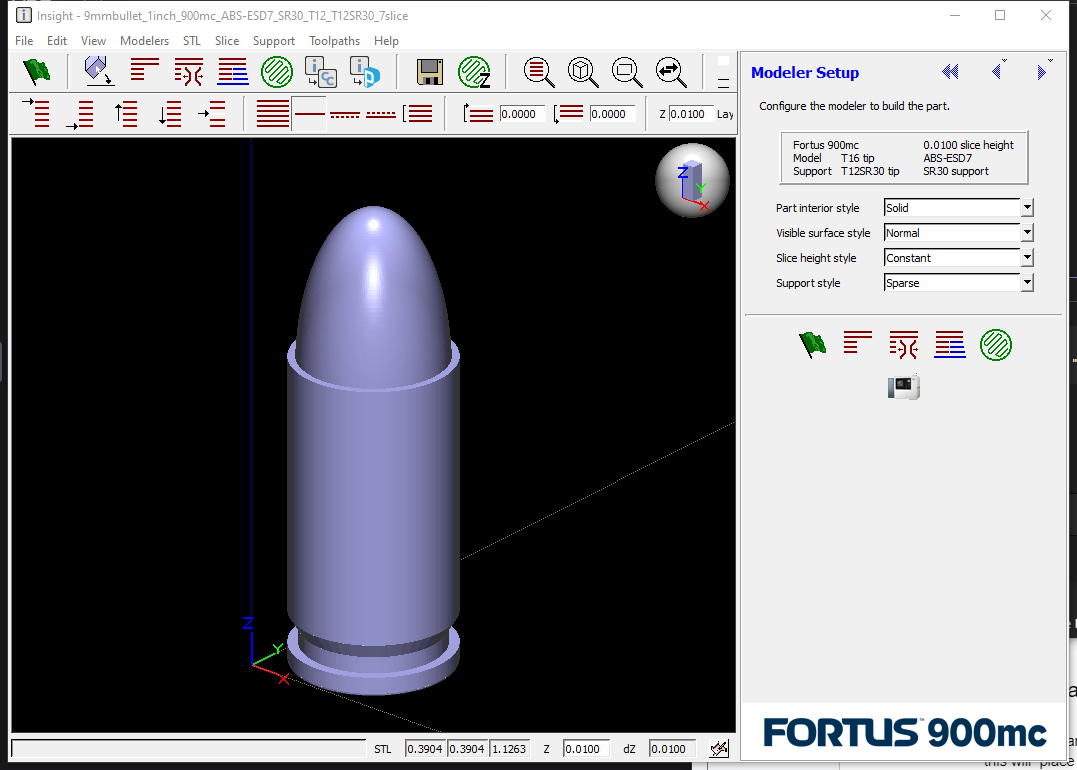 Insight - 9mmbullet_1inch_900mc_ABS-ESD7_SR30_T12_T12SR30_7slice
File Edit View Modelers STL Slice Support Toolpaths Help
0.0000 0.0000 Z 0.0100 Lay
Z
Y
X
Z
Y
X
STL 0.3904 0.3904 1.1263 Z 0.0100 dZ 0.0100
Modeler Setup
Configure the modeler to build the part.
Fortus 900mc 0.0100 slice height
Model T16 tip ABS-ESD7
Support T12SR30 tip SR30 support
Part interior style Solid
Visible surface style Normal
Slice height style Constant
Support style Sparse
FORTUS 900mc
this will place